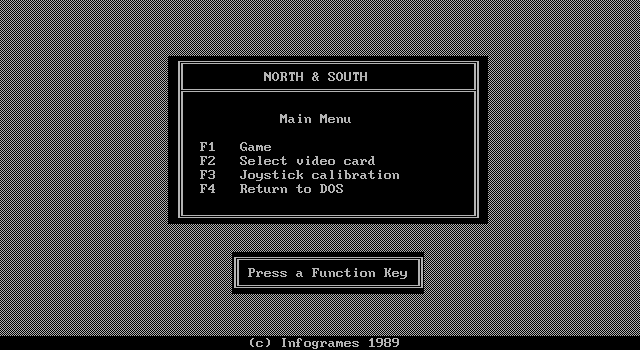 NORTH & SOUTH
Main Menu
F1 Game
F2 Select video card
F3 Joystick calibration
F4 Return to DOS
Press a Function Key
(c) Infogrames 1989